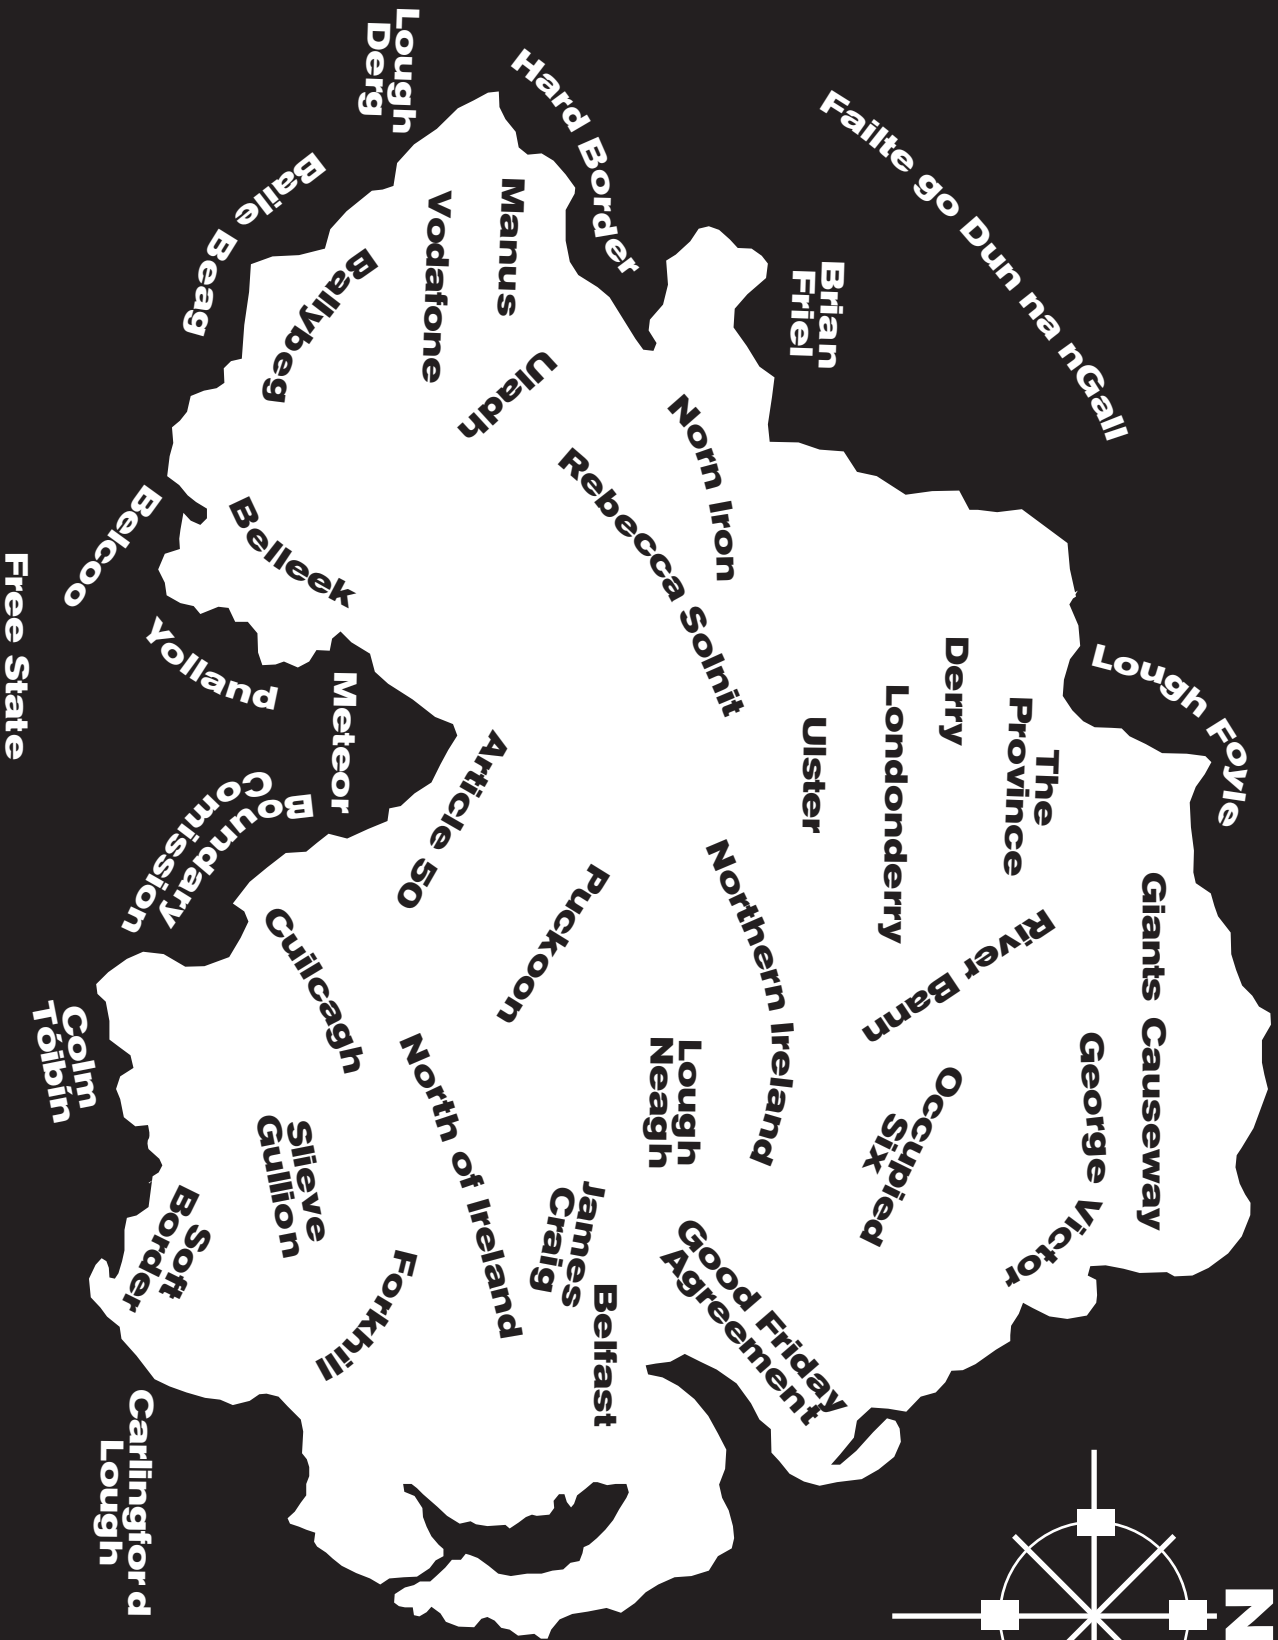 Failte go Dun na nGall
Lough Foyle
Giants Causeway
George Victor
The
Province
Derry
Londonderry
River Bann
Occupied
Six
Brian
Friel
Ulster
Norn Iron
Northern Ireland
Rebecca Solnit
Good Friday
Agreement
Lough
Neagh
Hard Border
Manus
Uladh
Puckoon
James
Craig
Belfast
Vodafone
Lough
Derg
Article 50
North of Ireland
Ballybeg
Belleek
Meteor
Cuilcagh
Slieve
Gullion
Forkhill
Baile Beag
Yolland
Boundary
Comission
Soft
Border
Belcoo
Colm
Tóibín
Carlingford
Lough
Free State
N